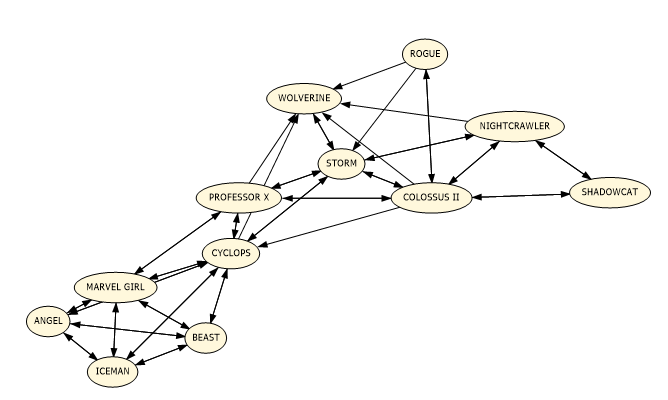 ROGUE
WOLVERINE
NIGHTCRAWLER
STORM
SHADOWCAT
PROFESSOR X
COLOSSUS II
CYCLOPS
MARVEL GIRL
ANGEL
BEAST
ICEMAN